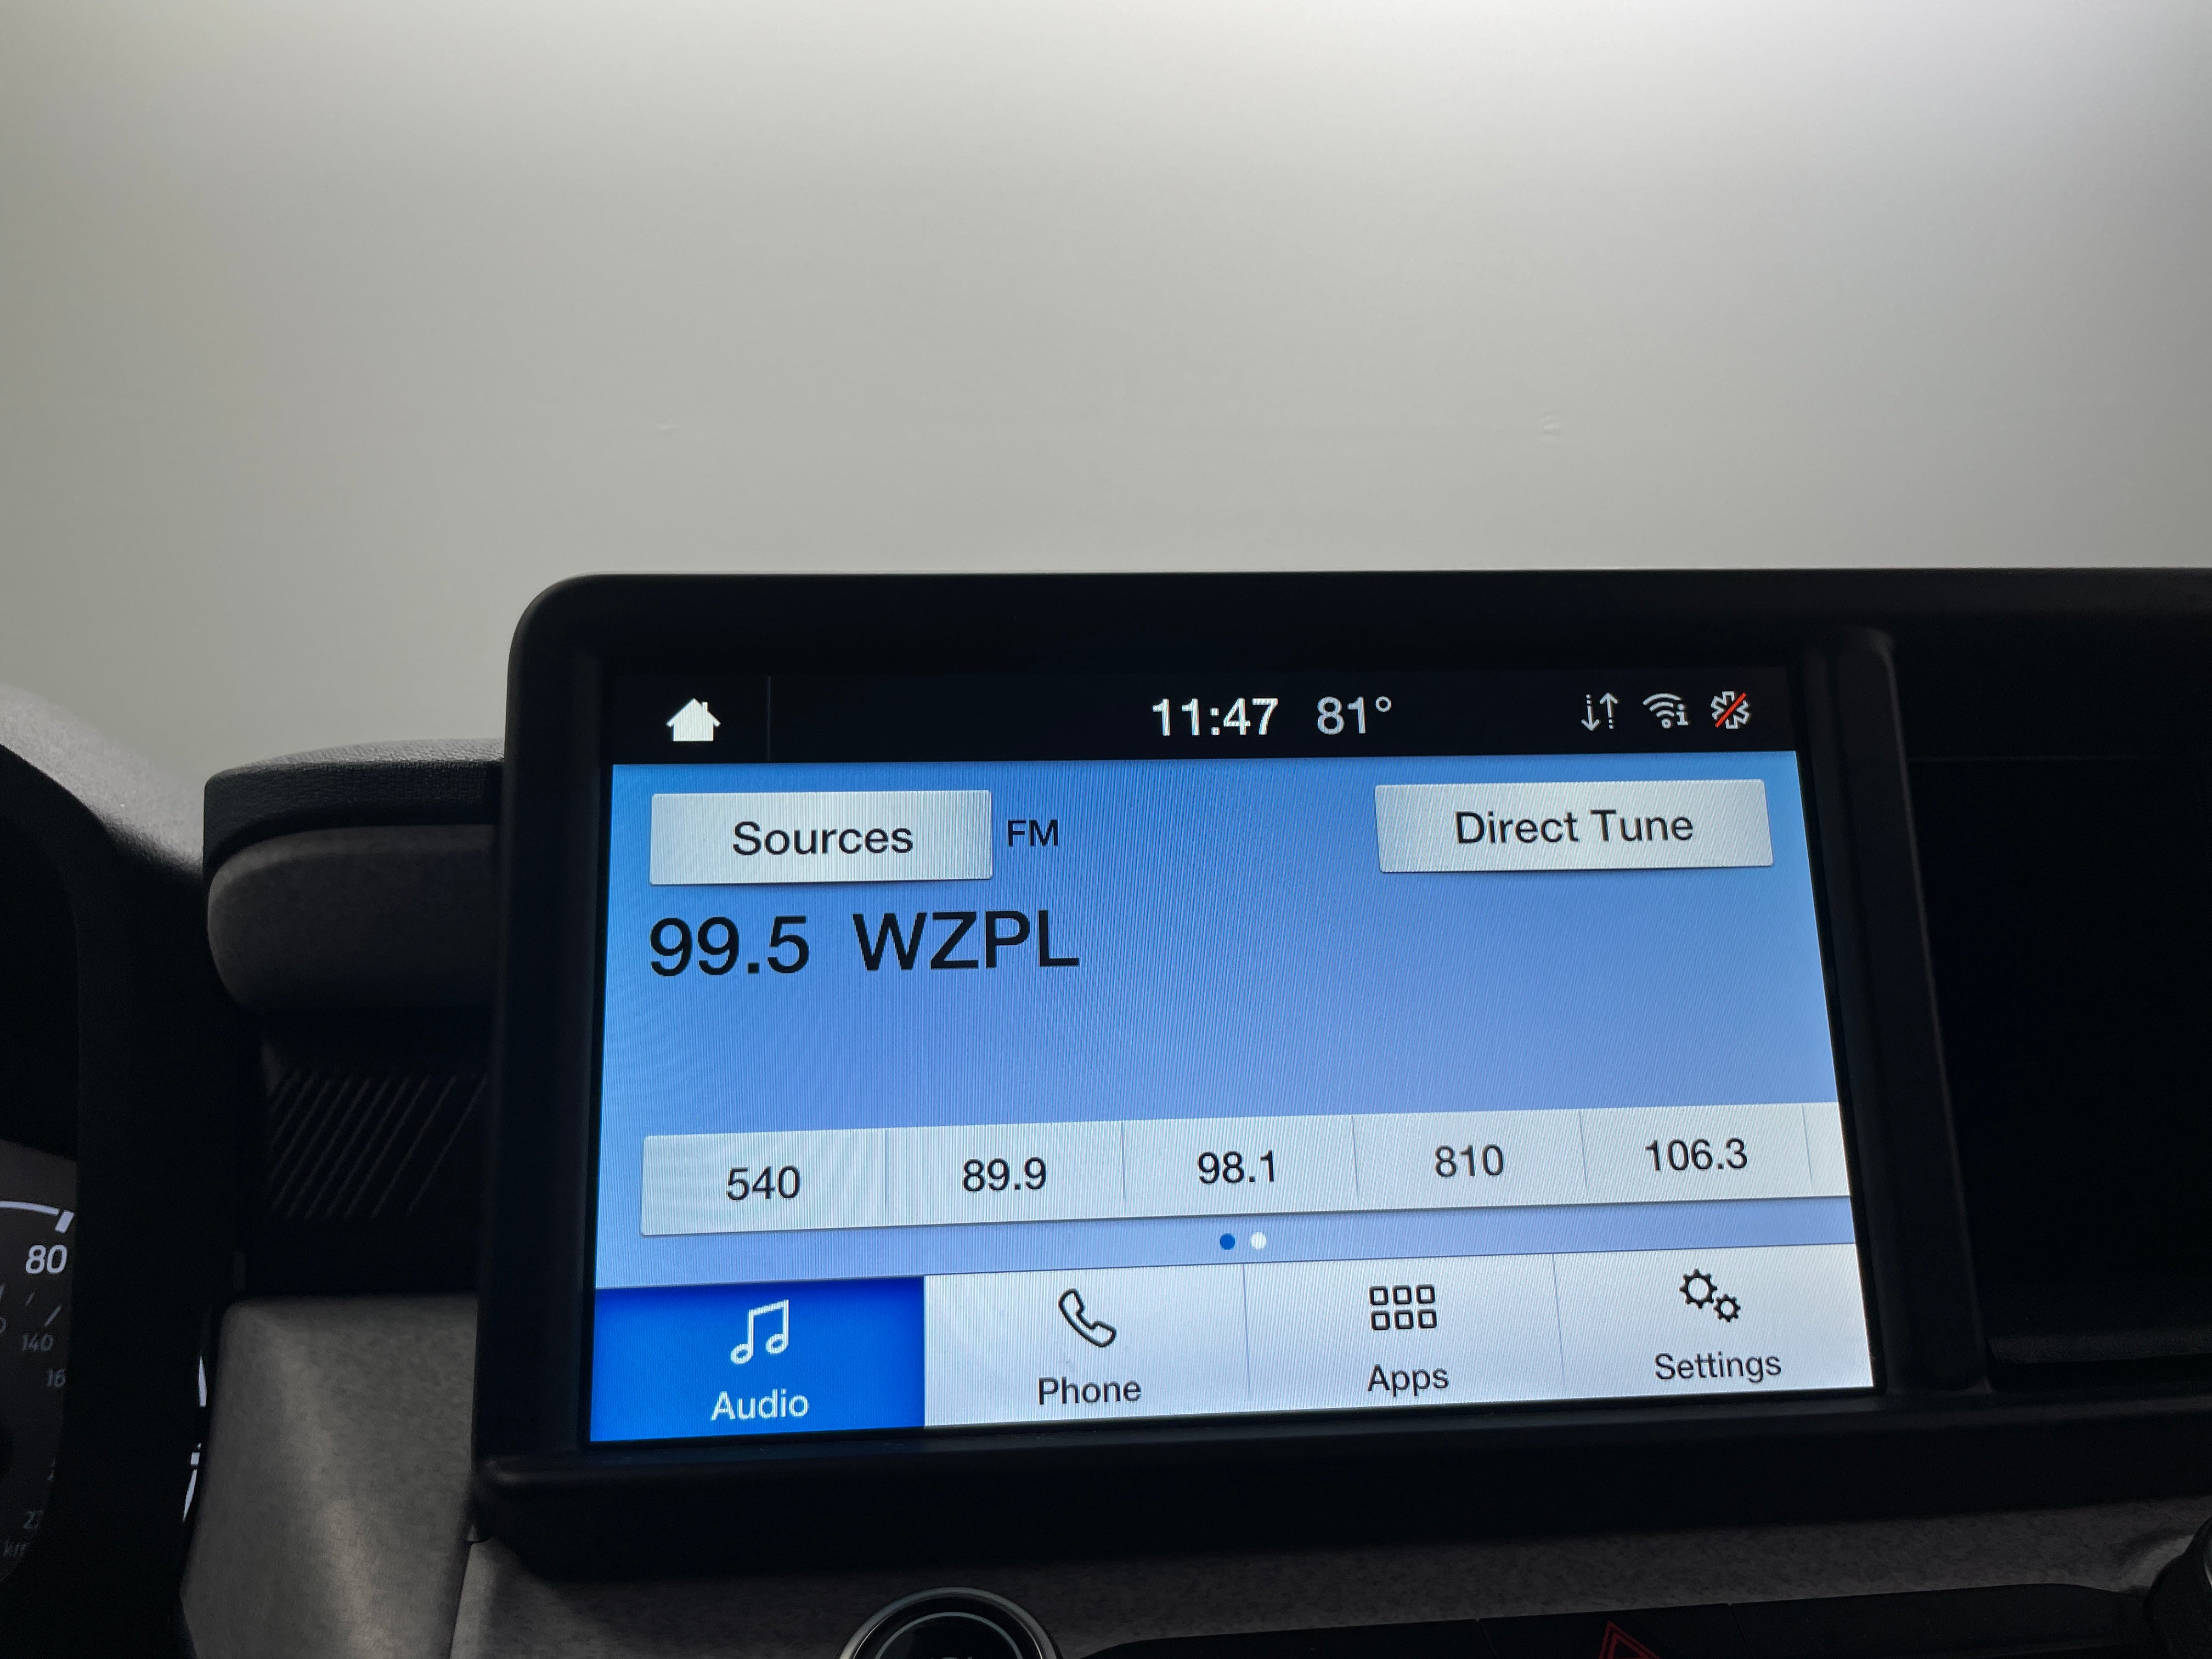 11:47 81°
Sources FM Direct Tune
99.5 WZPL
540 89.9 98.1 810 106.3
Audio Phone Apps Settings
80
140